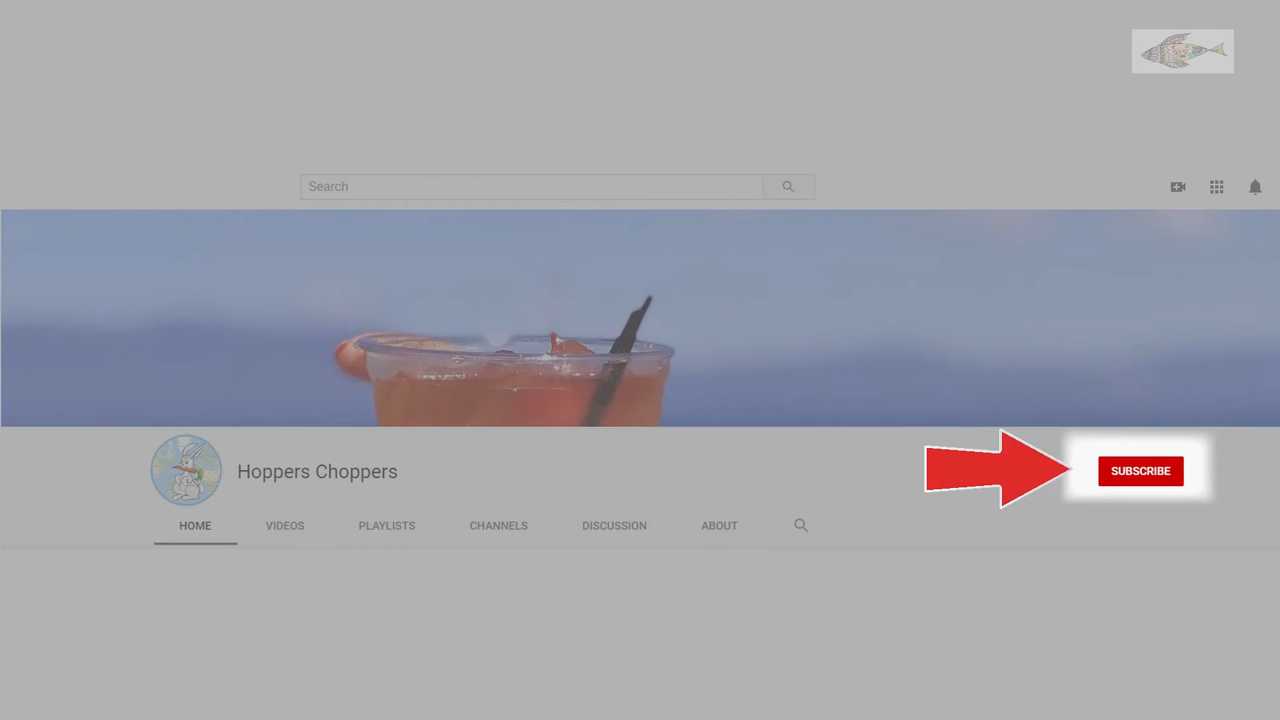 Search
Hoppers Choppers
SUBSCRIBE
HOME VIDEOS PLAYLISTS CHANNELS DISCUSSION ABOUT